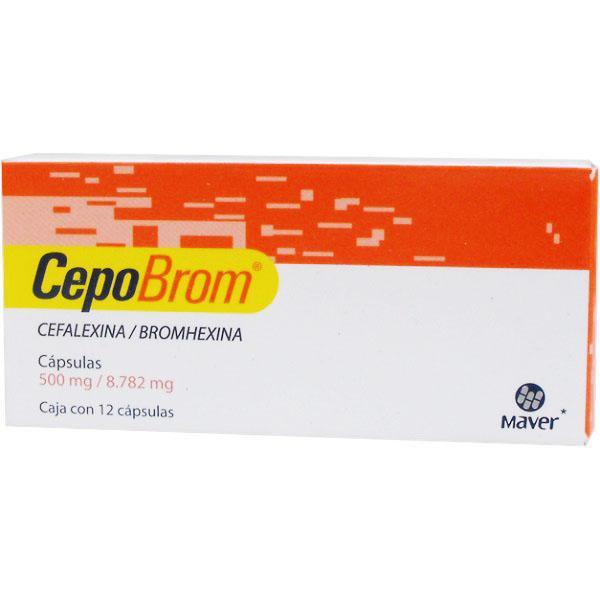 CepoBrom®
CEFALEXINA / BROMHEXINA
Cápsulas
500 mg / 8.782 mg
Caja con 12 cápsulas
Maver*